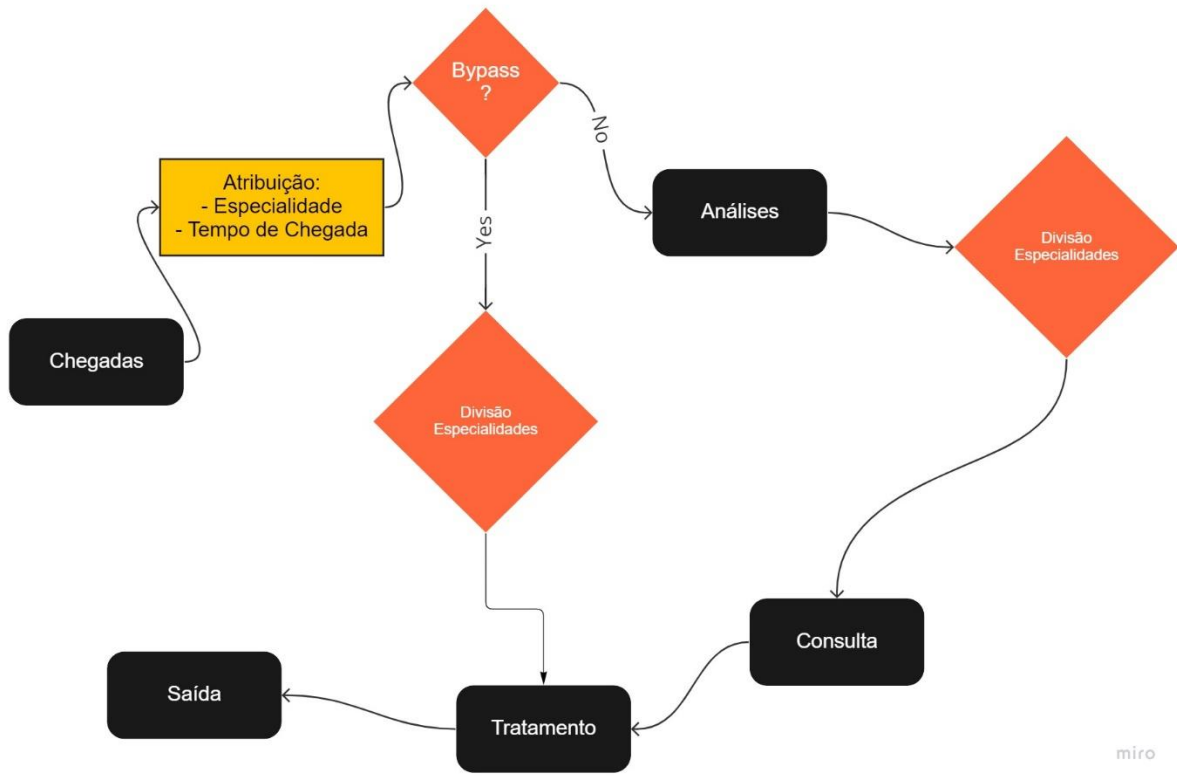 Bypass
?
No
Yes
Atribuição:
- Especialidade
- Tempo de Chegada
Análises
Divisão
Especialidades
Chegadas
Divisão
Especialidades
Consulta
Saída
Tratamento
miro